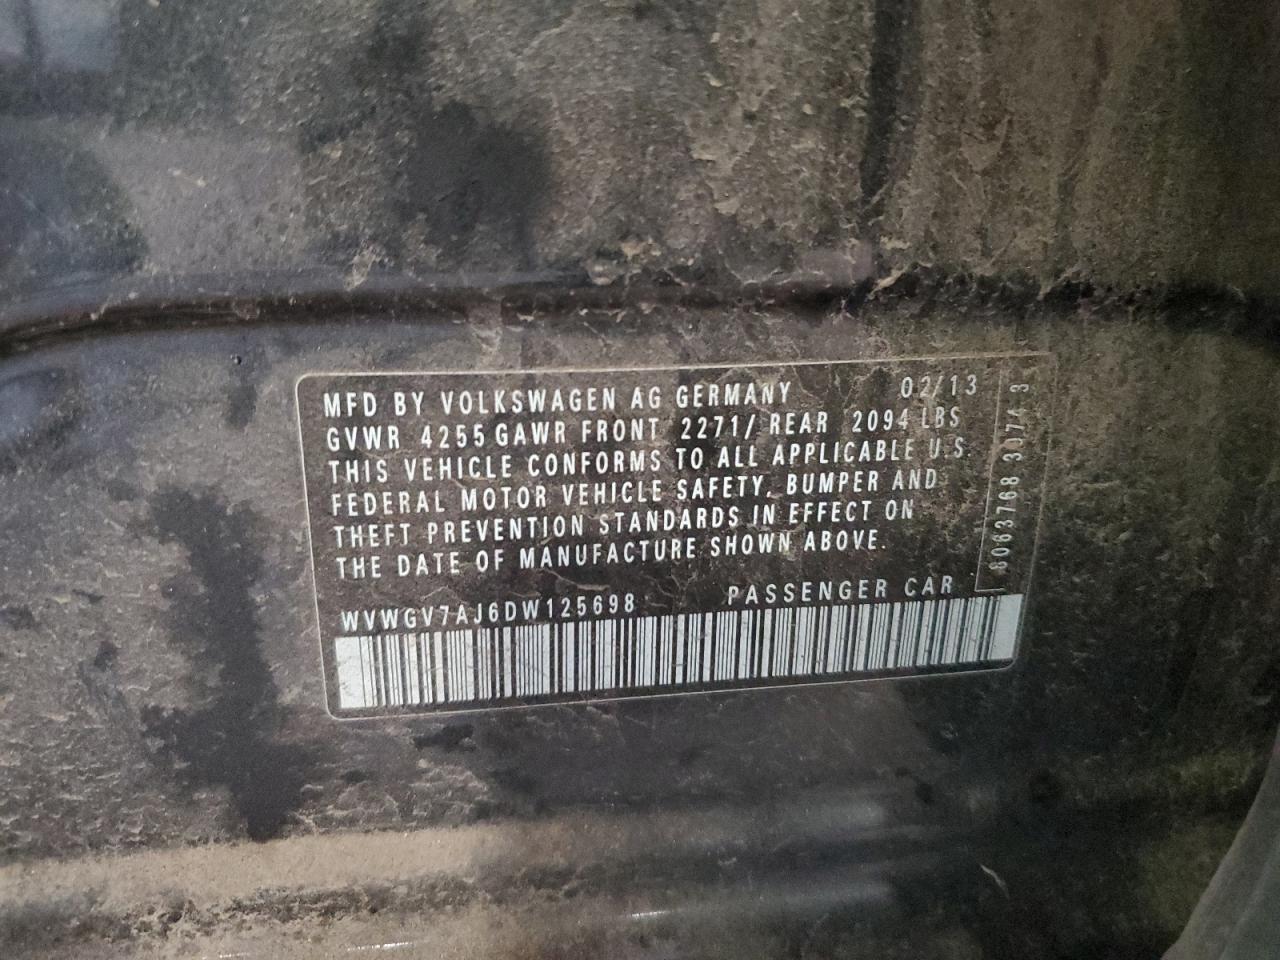 MFD BY VOLKSWAGEN AG GERMANY 02/13
GVWR 4255 GAWR FRONT 2271/ REAR 2094 LBS
THIS VEHICLE CONFORMS TO ALL APPLICABLE U.S.
FEDERAL MOTOR VEHICLE SAFETY, BUMPER AND
THEFT PREVENTION STANDARDS IN EFFECT ON
THE DATE OF MANUFACTURE SHOWN ABOVE.
WVWGV7AJ6DW125698 PASSENGER CAR
8063768